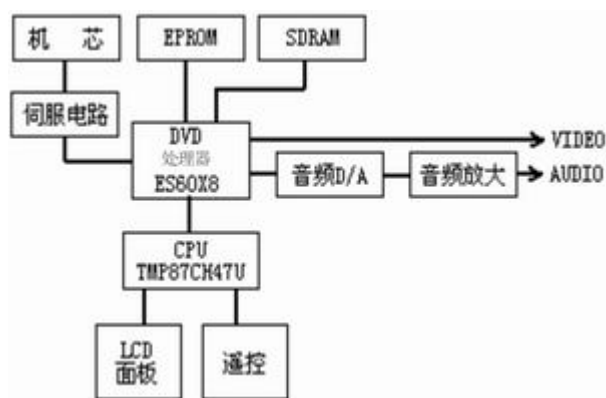 机 芯
EPROM
SDRAM
伺服电路
DVD
处理器
ES60X8
VIDEO
音频D/A
音频放大
AUDIO
CPU
TMP87CH47U
LCD
面板
遥控